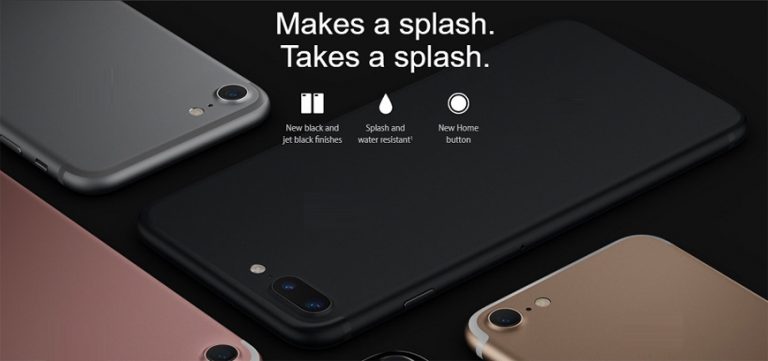 Makes a splash.
Takes a splash.
New black and
jet black finishes
Splash and
water resistant¹
New Home
button